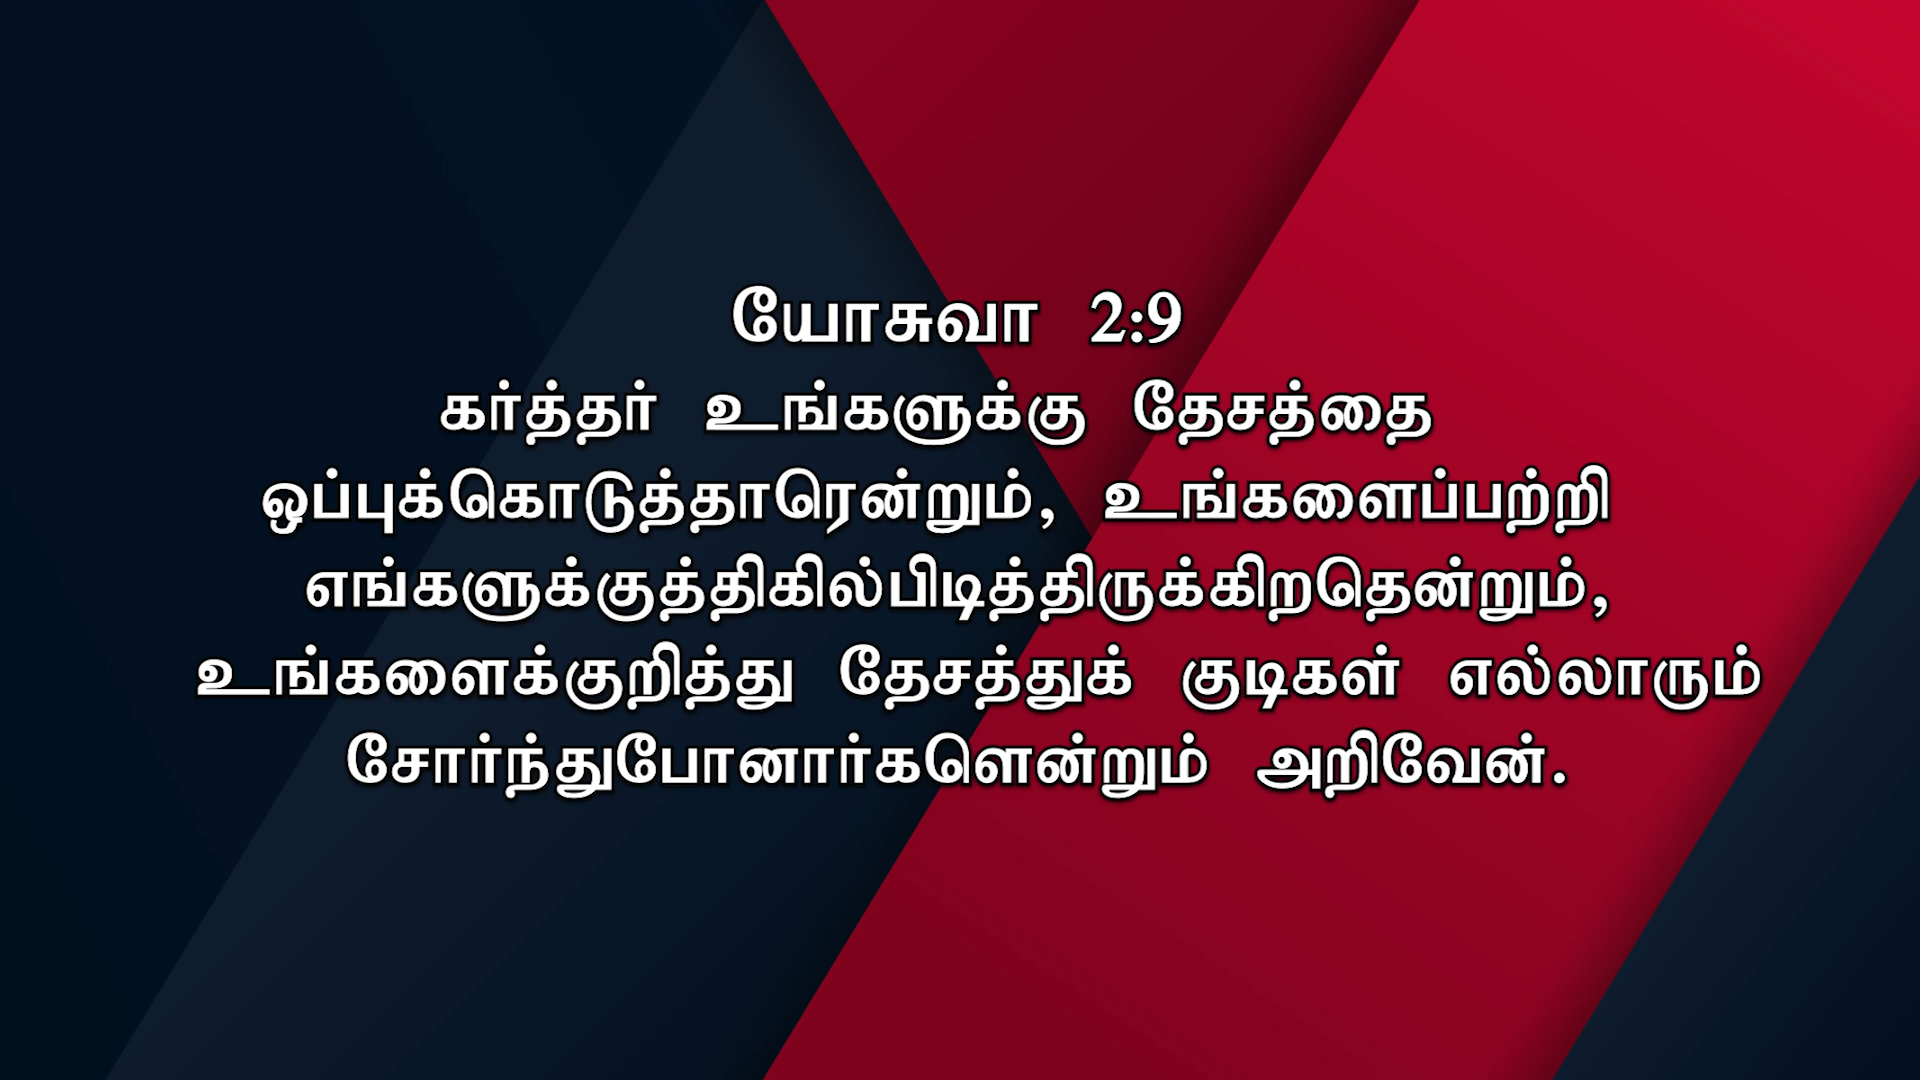 யோசுவா 2:9
கர்த்தர் உங்களுக்கு தேசத்தை
ஒப்புக்கொடுத்தாரென்றும், உங்களைப்பற்றி
எங்களுக்குத்திகில்பிடித்திருக்கிறதென்றும்,
உங்களைக்குறித்து தேசத்துக் குடிகள் எல்லாரும்
சோர்ந்துபோனார்களென்றும் அறிவேன்.